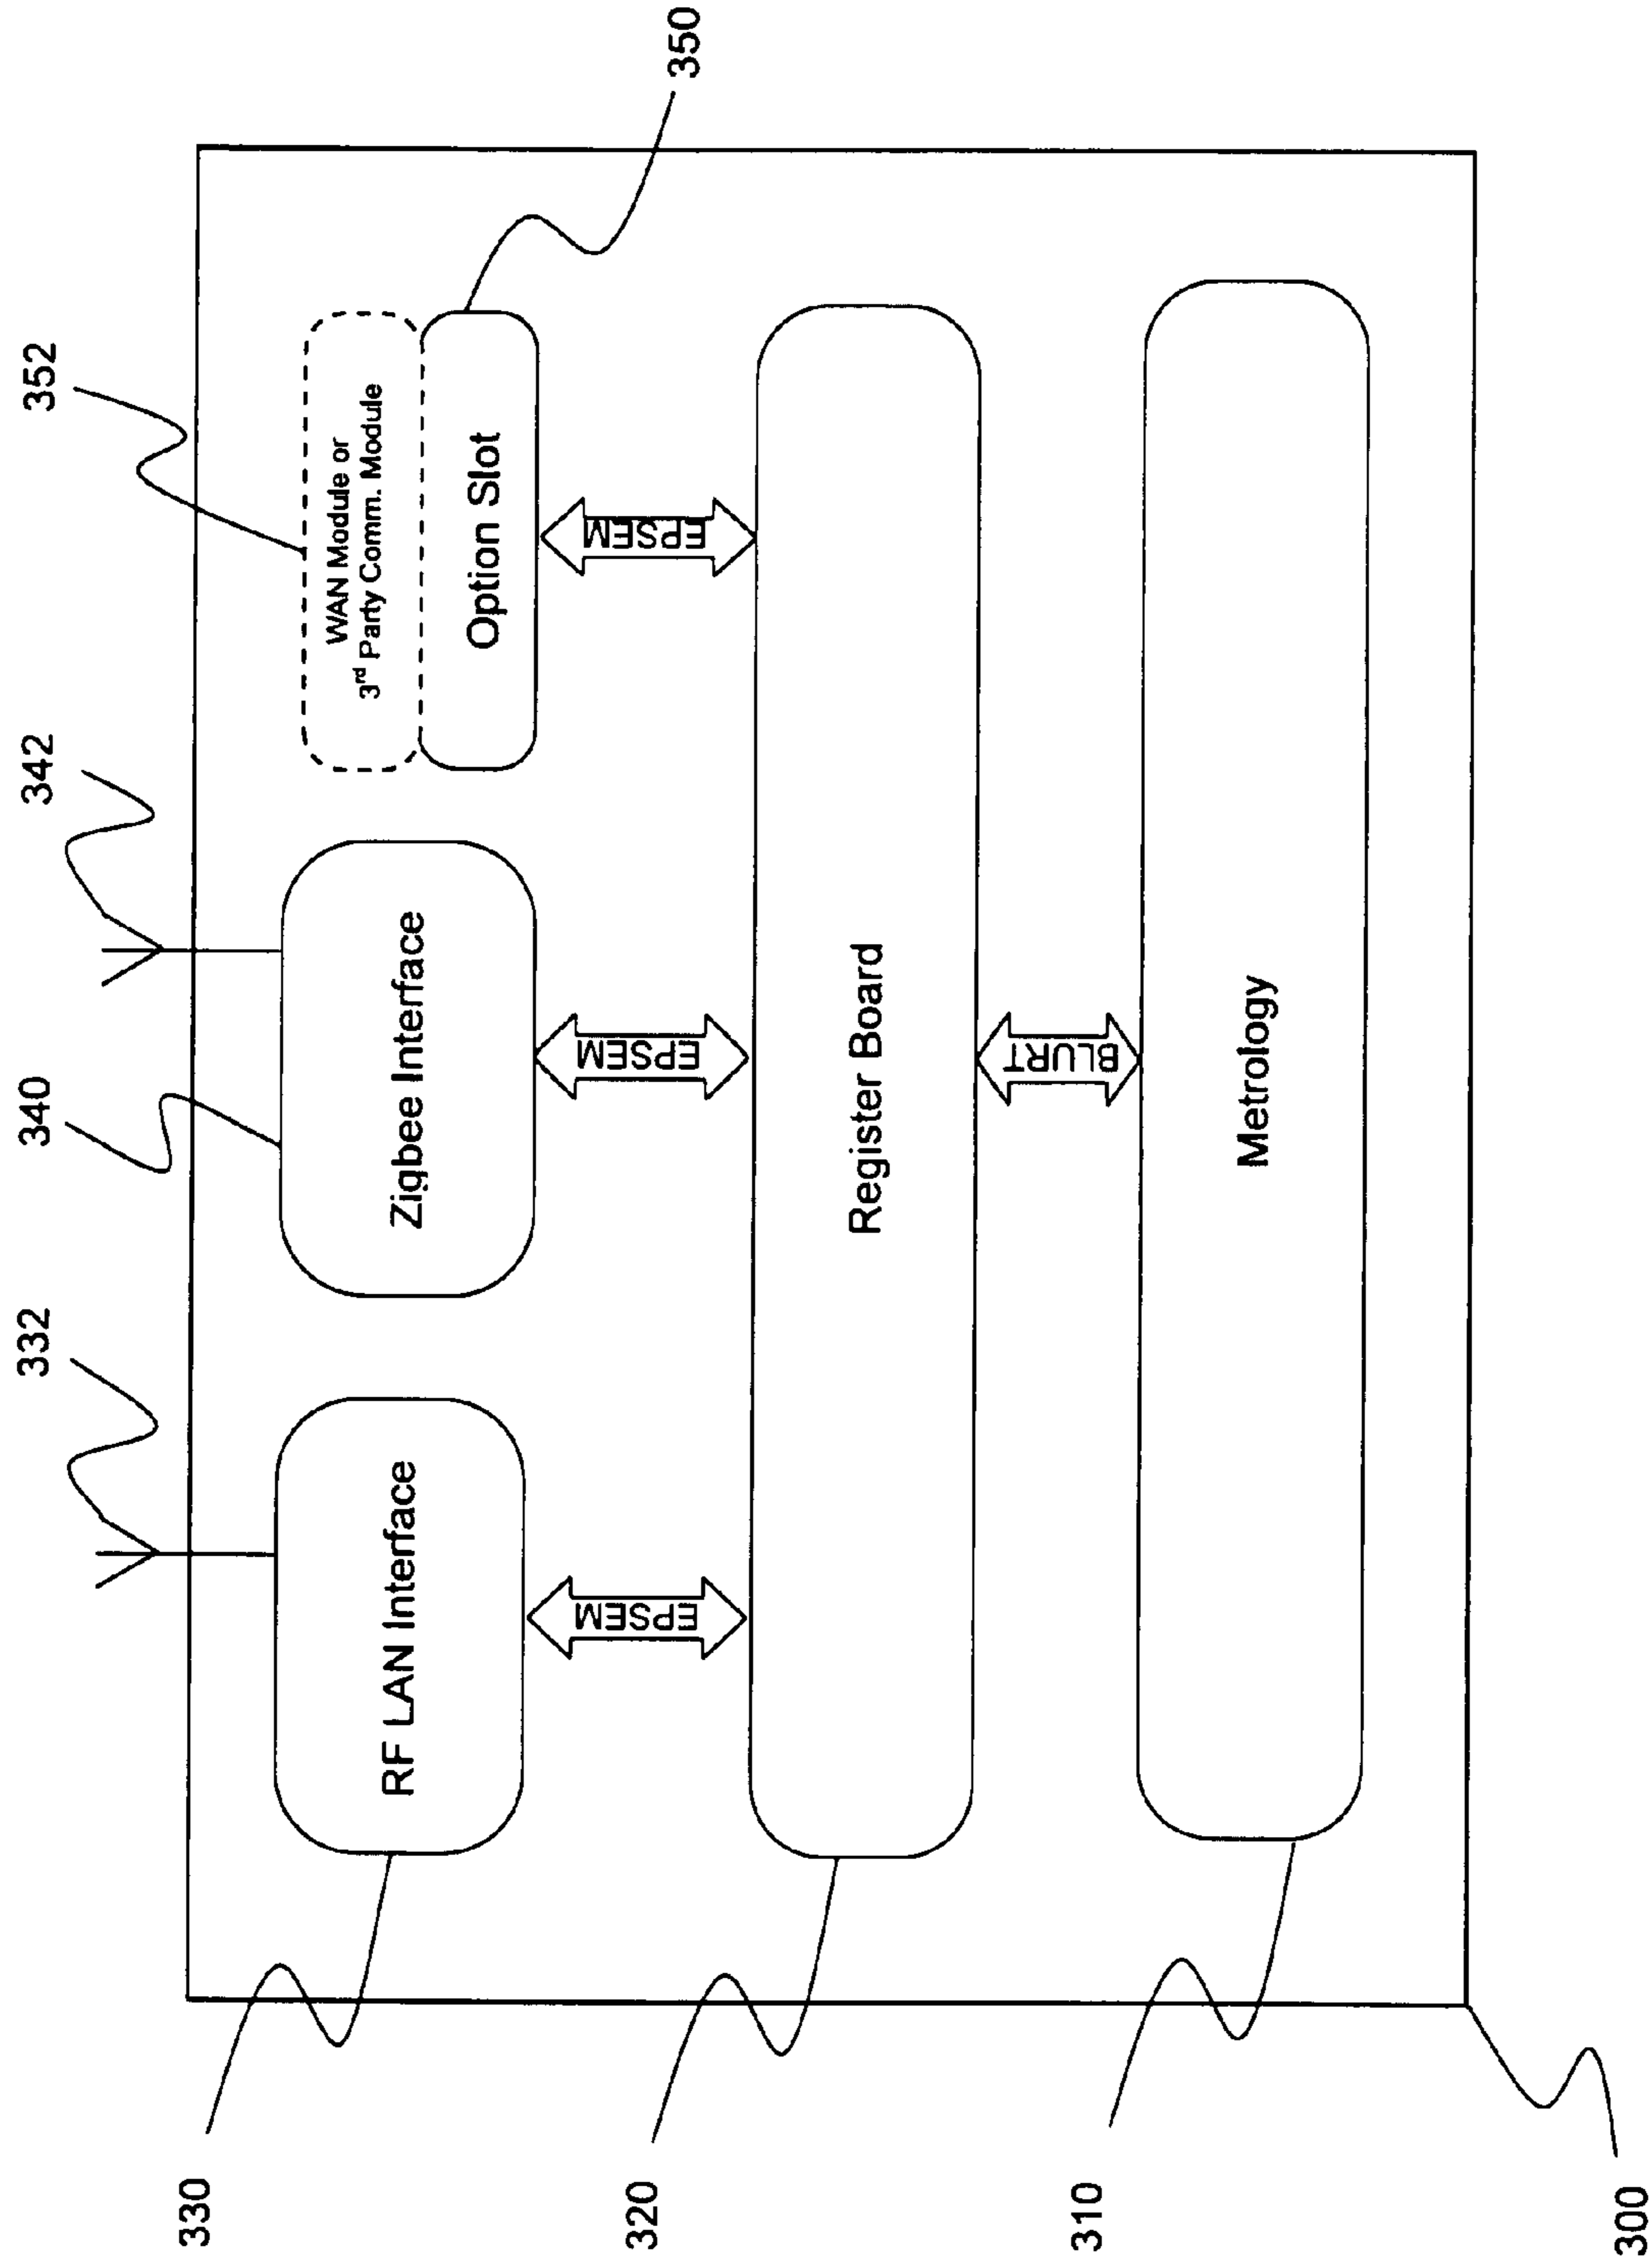 332
340
342
352
350
RF LAN Interface
Zigbee Interface
WAN Module or
3rd Party Comm. Module
Option Slot
EPSEM
EPSEM
EPSEM
330
Register Board
320
BLURT
Metrology
310
300